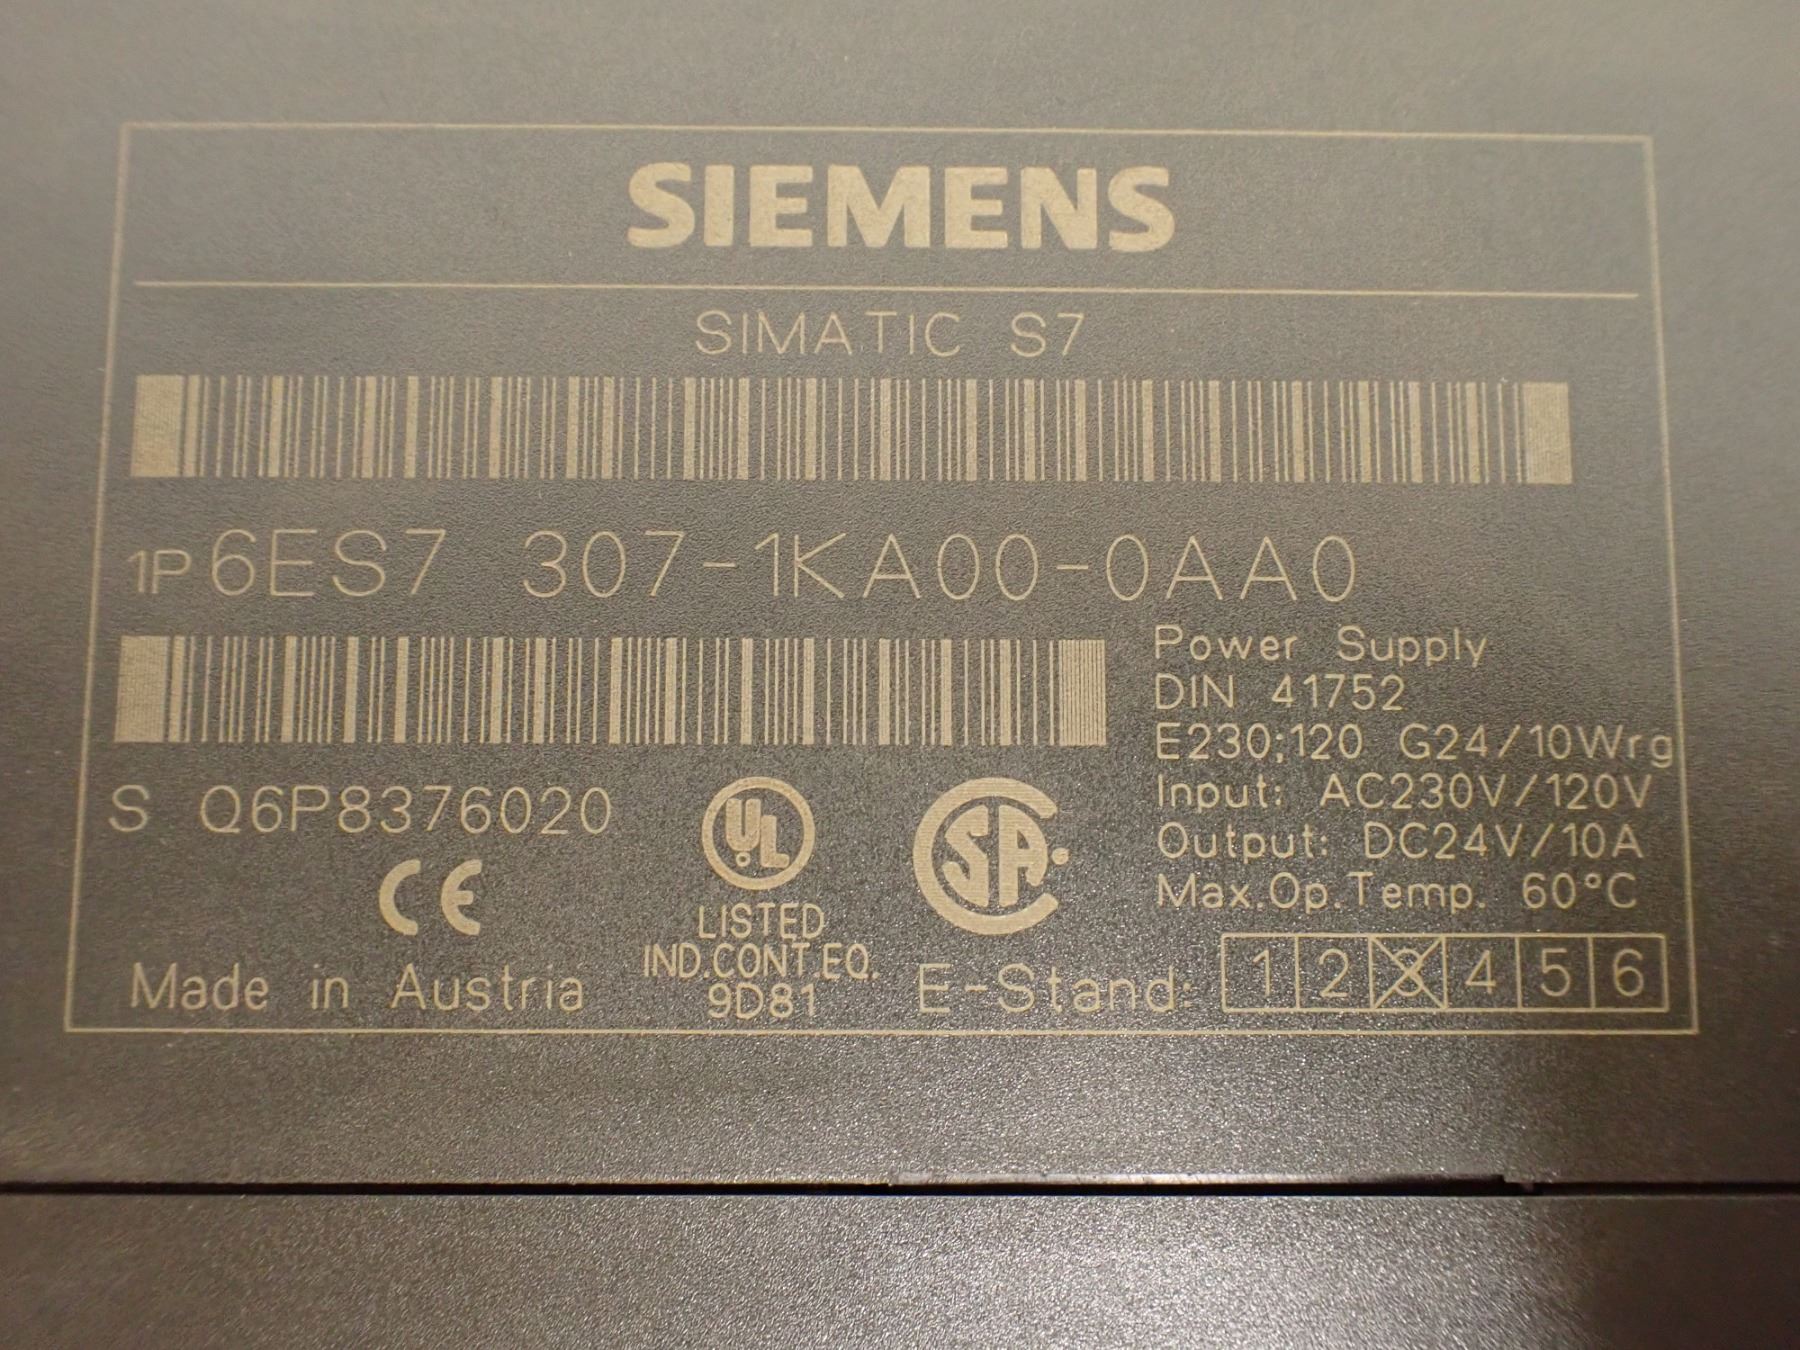 SIEMENS
SIMATIC S7
1P 6ES7 307-1KA00-0AA0
Power Supply
DIN 41752
E230;120 G24/10Wrg
Input: AC230V/120V
Output: DC24V/10A
Max.Op.Temp. 60°C
S Q6P8376020
CE
UL
LISTED
IND.CONT.EQ.
9D81
SA
Made in Austria
E-Stand: 1 2 3 4 5 6